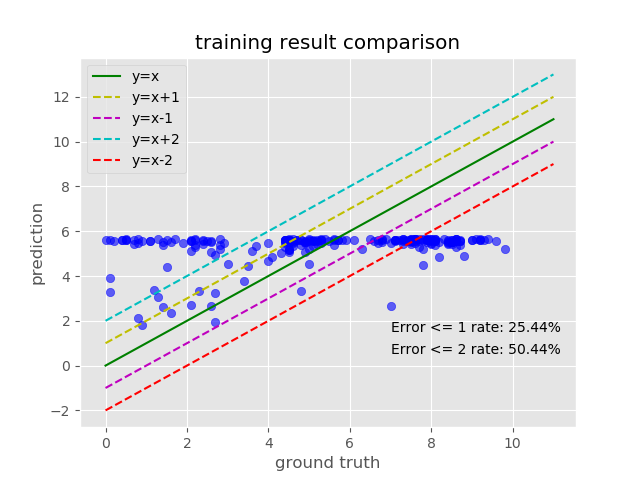 training result comparison
y=x
y=x+1
y=x-1
y=x+2
y=x-2
12
10
8
6
4
2
0
−2
prediction
Error <= 1 rate: 25.44%
Error <= 2 rate: 50.44%
0 2 4 6 8 10
ground truth